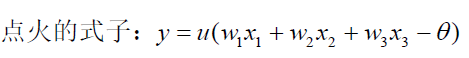 点火的式子：y = u(w₁x₁ + w₂x₂ + w₃x₃ − θ)